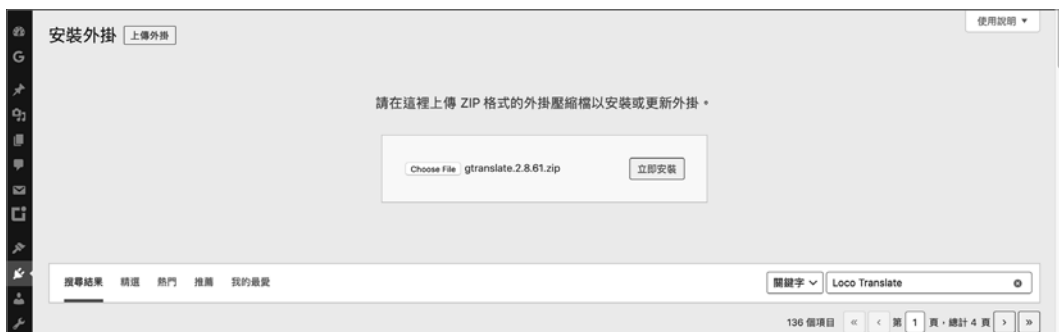 使用說明 ▼
安裝外掛 上傳外掛
請在這裡上傳 ZIP 格式的外掛壓縮檔以安裝或更新外掛。
Choose File gtranslate.2.8.61.zip 立即安裝
搜尋結果 精選 熱門 推薦 我的最愛 關鍵字 Loco Translate
136 個項目 « ‹ 第 1 頁，總計 4 頁 › »